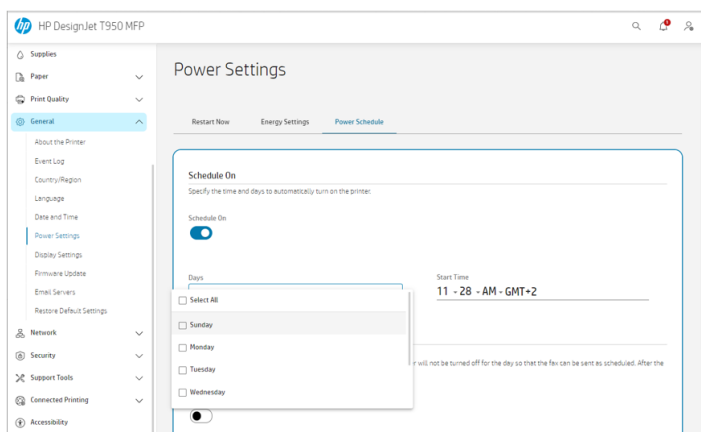 hp HP DesignJet T950 MFP
1
Supplies
Paper
Print Quality
General
About the Printer
Event Log
Country/Region
Language
Date and Time
Power Settings
Display Settings
Firmware Update
Email Servers
Restore Default Settings
Network
Security
Support Tools
Connected Printing
Accessibility
Power Settings
Restart Now Energy Settings Power Schedule
Schedule On
Specify the time and days to automatically turn on the printer.
Schedule On
Days
Start Time
11 - 28 - AM - GMT+2
Select All
Sunday
Monday
Tuesday
Wednesday
r will not be turned off for the day so that the fax can be sent as scheduled. After the